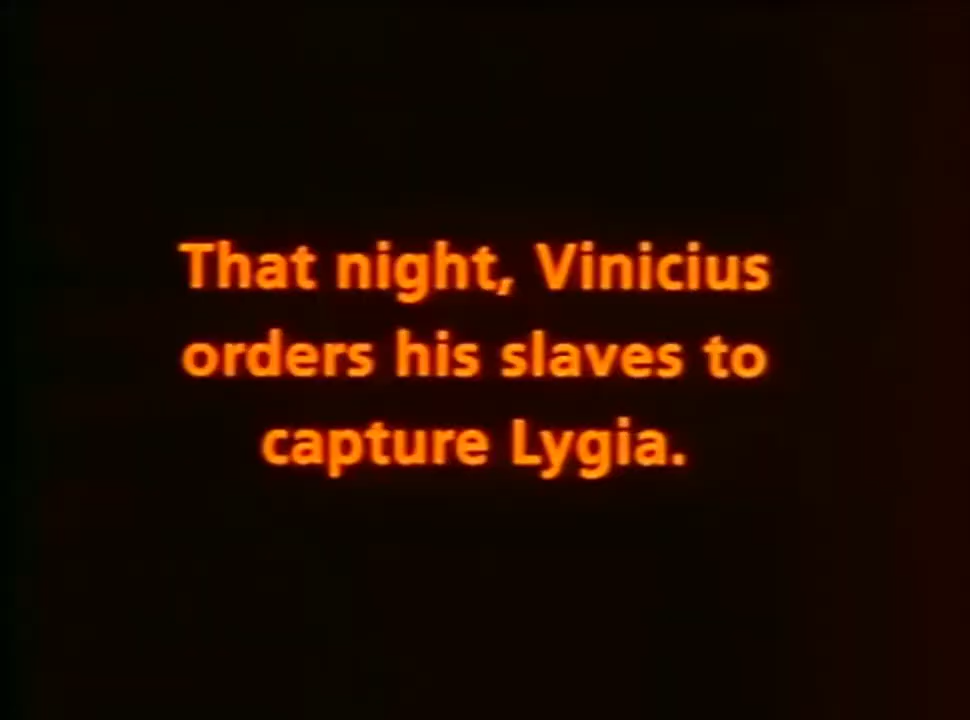 That night, Vinicius
orders his slaves to
capture Lygia.